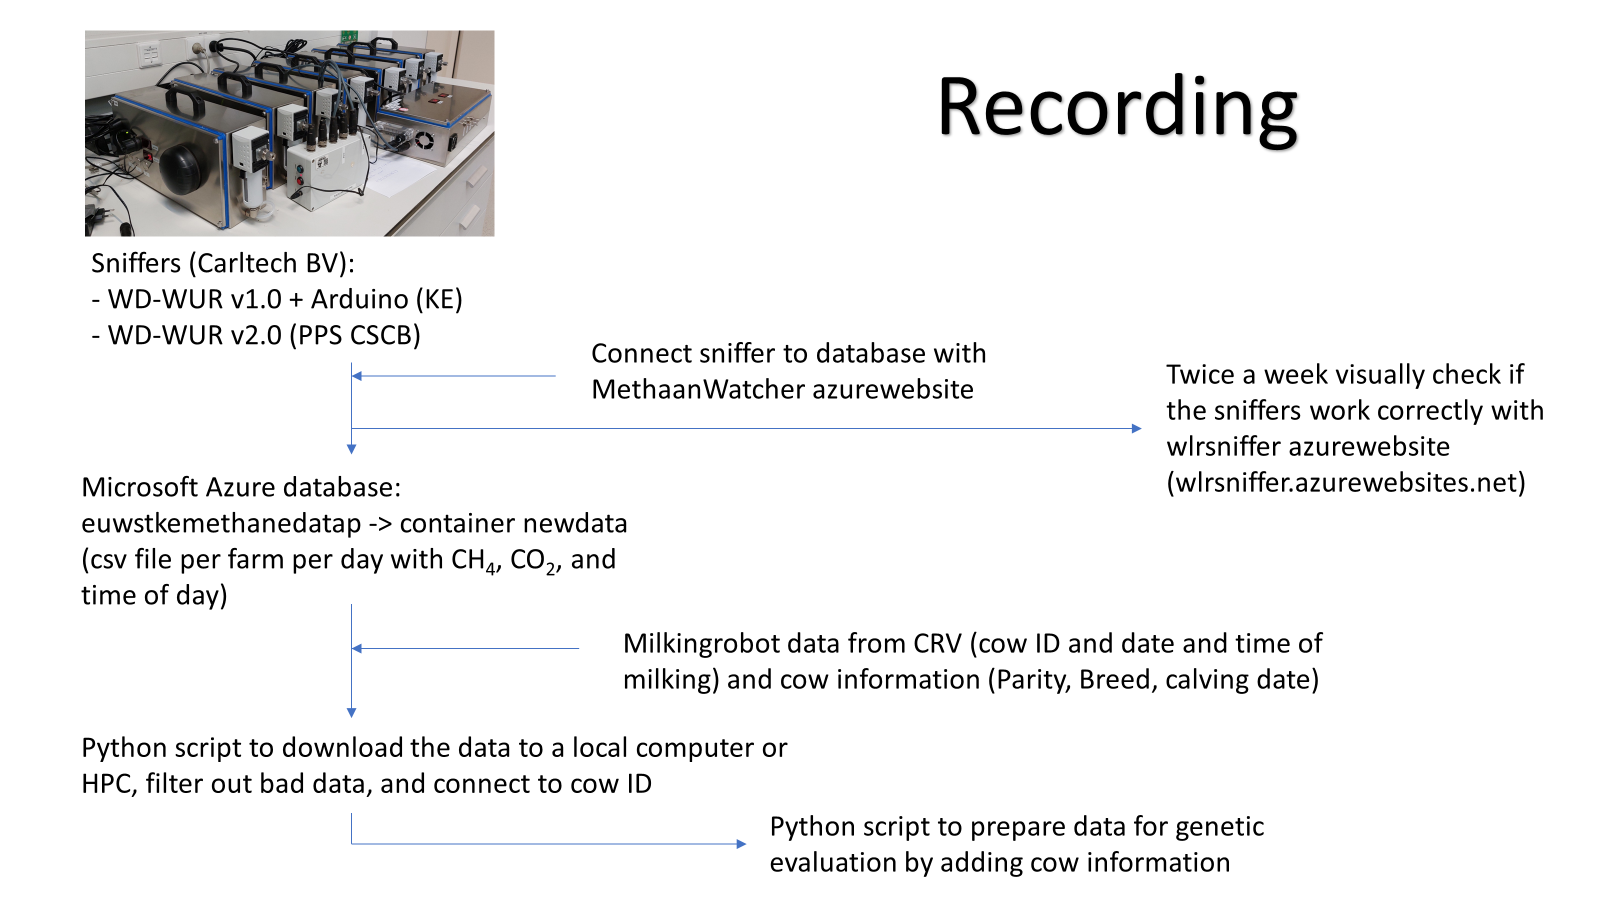 Recording
Sniffers (Carltech BV):
- WD-WUR v1.0 + Arduino (KE)
- WD-WUR v2.0 (PPS CSCB)
Connect sniffer to database with
MethaanWatcher azurewebsite
Twice a week visually check if
the sniffers work correctly with
wlrsniffer azurewebsite
(wlrsniffer.azurewebsites.net)
Microsoft Azure database:
euwstkemethanedatap -> container newdata
(csv file per farm per day with CH₄, CO₂, and
time of day)
Milkingrobot data from CRV (cow ID and date and time of
milking) and cow information (Parity, Breed, calving date)
Python script to download the data to a local computer or
HPC, filter out bad data, and connect to cow ID
Python script to prepare data for genetic
evaluation by adding cow information